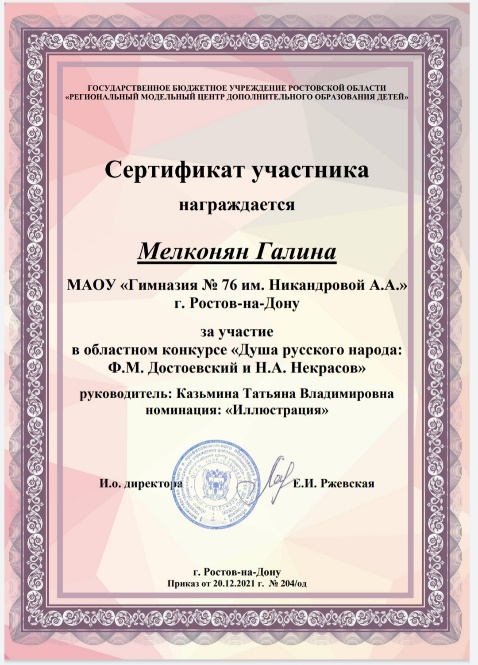 ГОСУДАРСТВЕННОЕ БЮДЖЕТНОЕ УЧРЕЖДЕНИЕ РОСТОВСКОЙ ОБЛАСТИ
«РЕГИОНАЛЬНЫЙ МОДЕЛЬНЫЙ ЦЕНТР ДОПОЛНИТЕЛЬНОГО ОБРАЗОВАНИЯ ДЕТЕЙ»
Сертификат участника
награждается
Мелконян Галина
МАОУ «Гимназия № 76 им. Никандровой А.А.»
г. Ростов-на-Дону
за участие
в областном конкурсе «Душа русского народа:
Ф.М. Достоевский и Н.А. Некрасов»
руководитель: Казьмина Татьяна Владимировна
номинация: «Иллюстрация»
И.о. директора Е.И. Ржевская
г. Ростов-на-Дону
Приказ от 20.12.2021 г. № 204/од